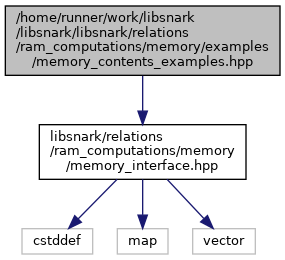 /home/runner/work/libsnark
/libsnark/libsnark/relations
/ram_computations/memory/examples
/memory_contents_examples.hpp
libsnark/relations
/ram_computations/memory
/memory_interface.hpp
cstddef
map
vector